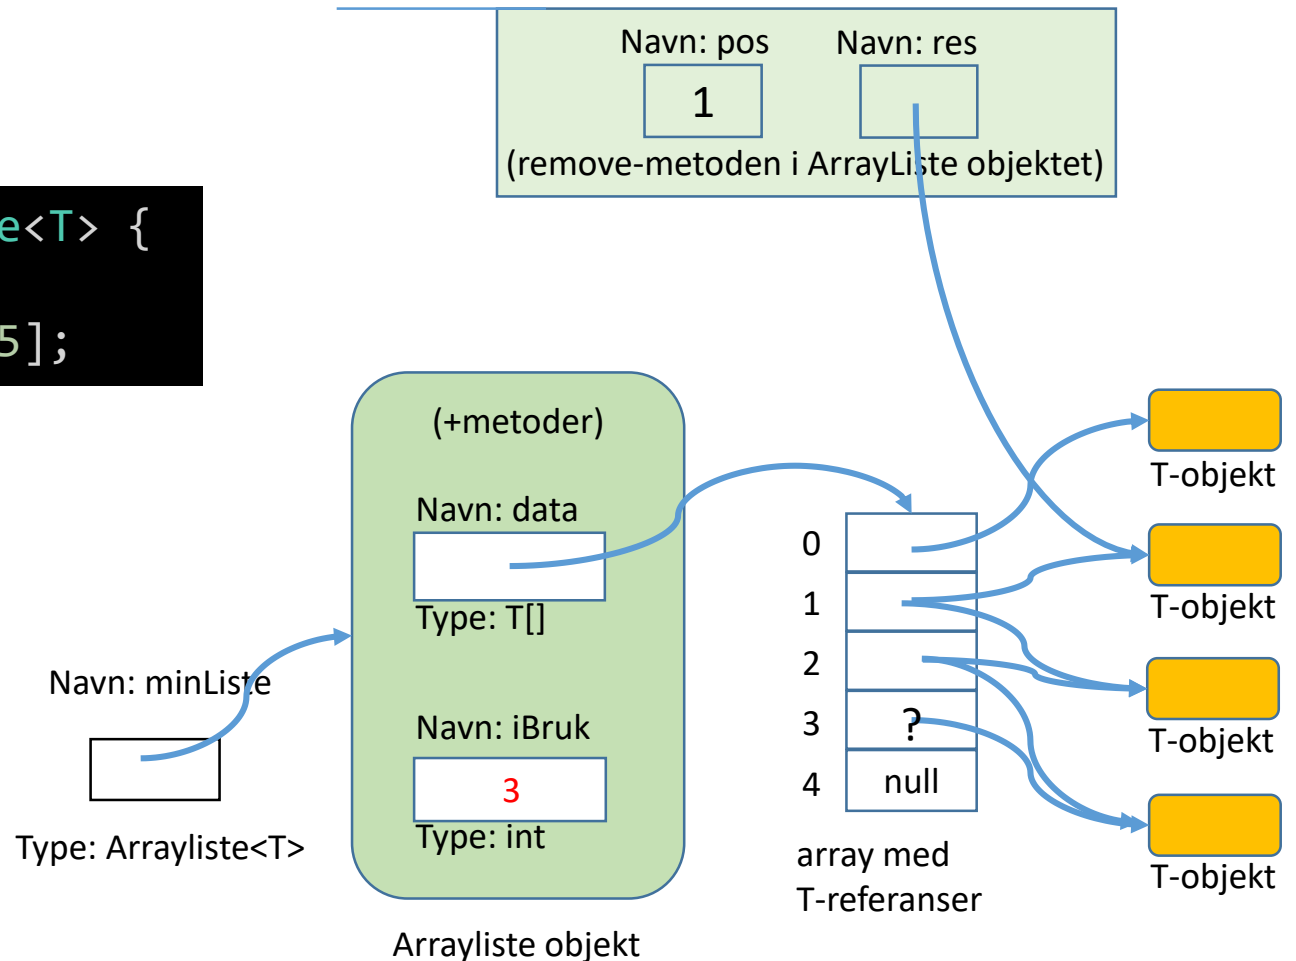 Navn: pos
Navn: res
1
(remove-metoden i ArrayListe objektet)
e<T> {
5];
(+metoder)
Navn: data
Type: T[]
Navn: iBruk
3
Type: int
Arrayliste objekt
Navn: minListe
Type: Arrayliste<T>
0
1
2
3
?
4
null
array med
T-referanser
T-objekt
T-objekt
T-objekt
T-objekt